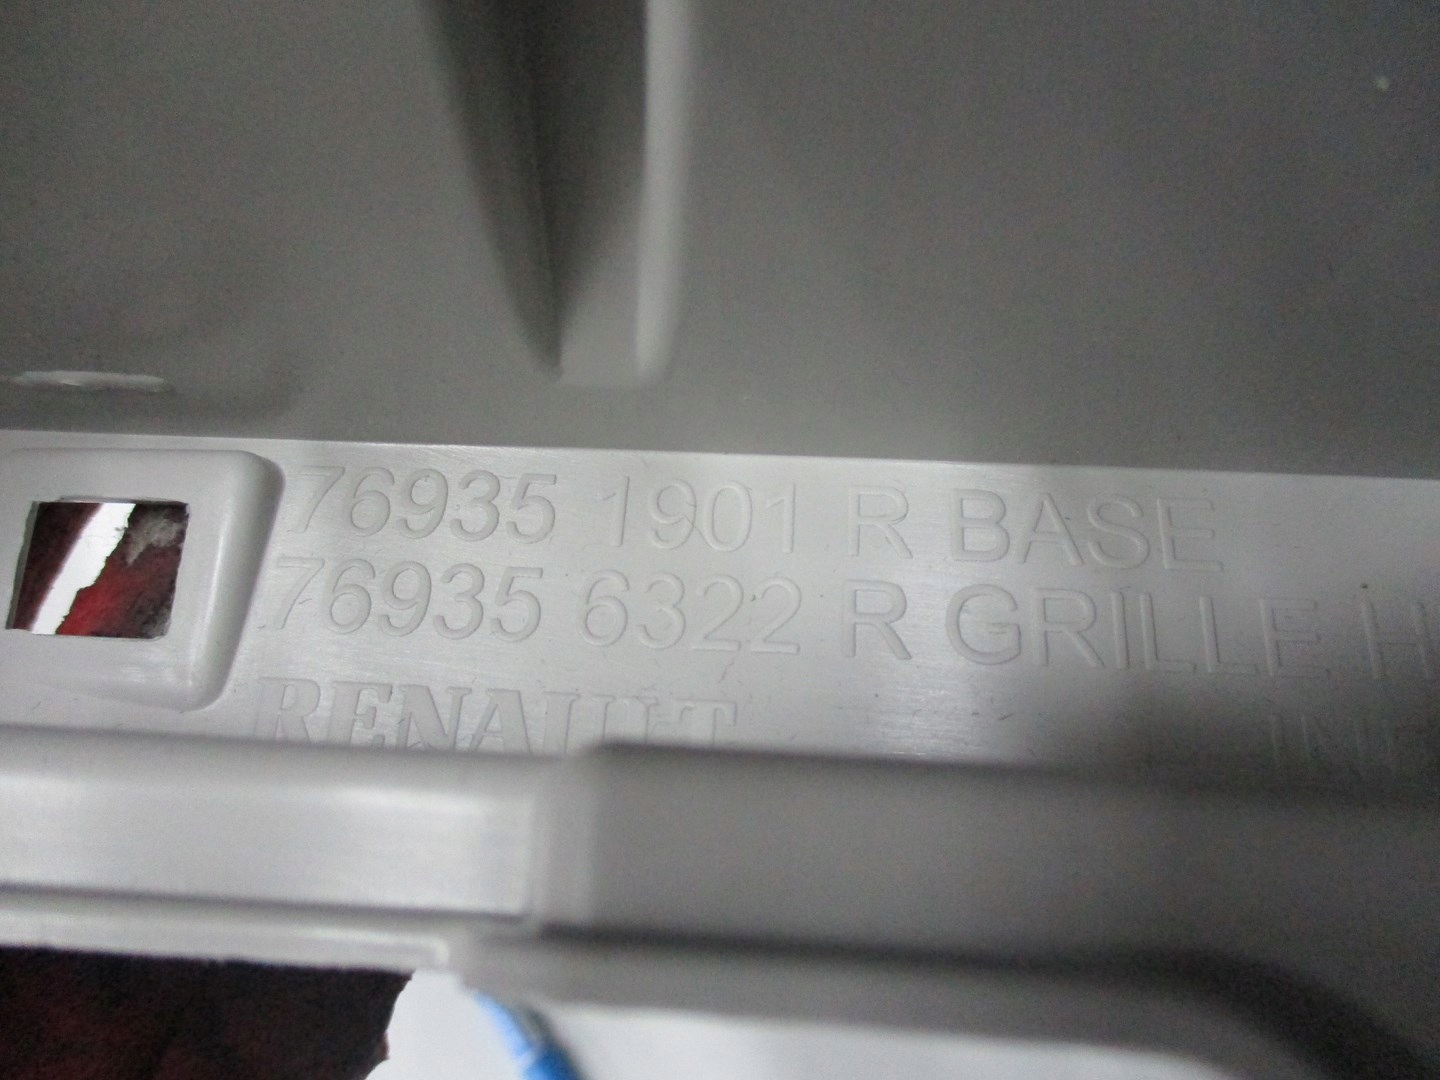 76935 1901 R BASE
76935 6322 R GRILLE H
RENAULT